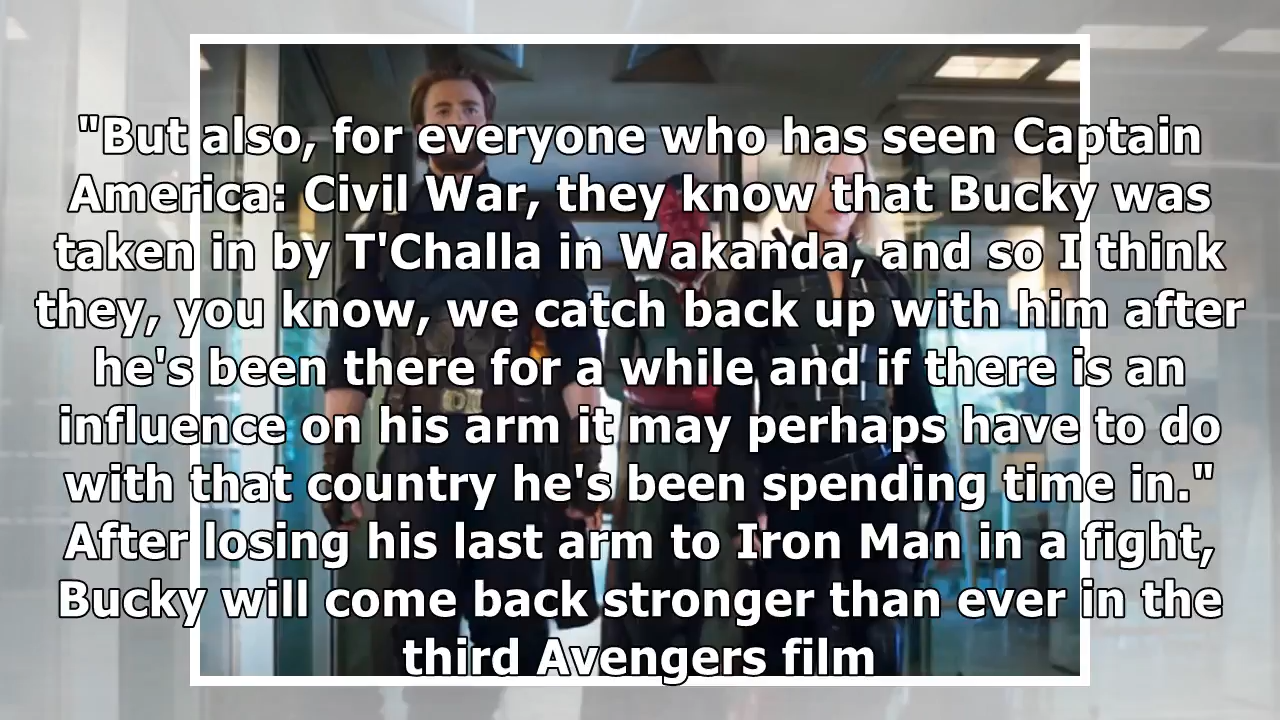 "But also, for everyone who has seen Captain
America: Civil War, they know that Bucky was
taken in by T'Challa in Wakanda, and so I think
they, you know, we catch back up with him after
he's been there for a while and if there is an
influence on his arm it may perhaps have to do
with that country he's been spending time in."
After losing his last arm to Iron Man in a fight,
Bucky will come back stronger than ever in the
third Avengers film